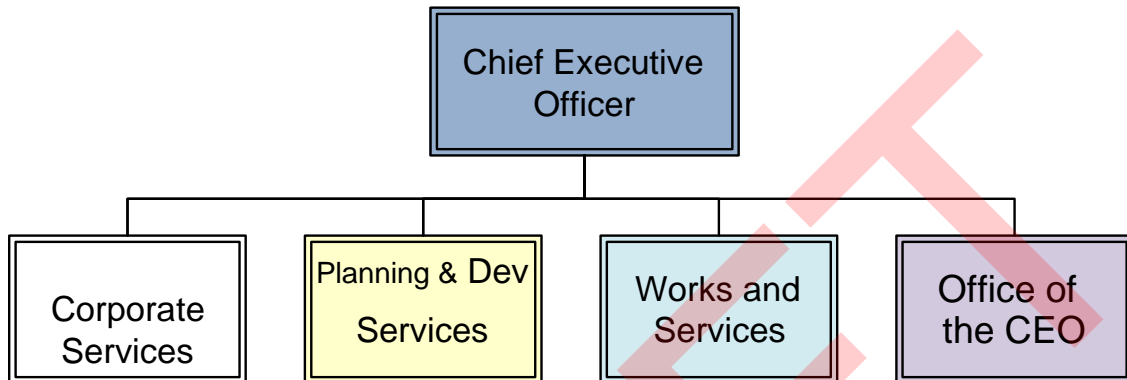 Chief Executive
Officer
Corporate
Services
Planning & Dev
Services
Works and
Services
Office of
the CEO